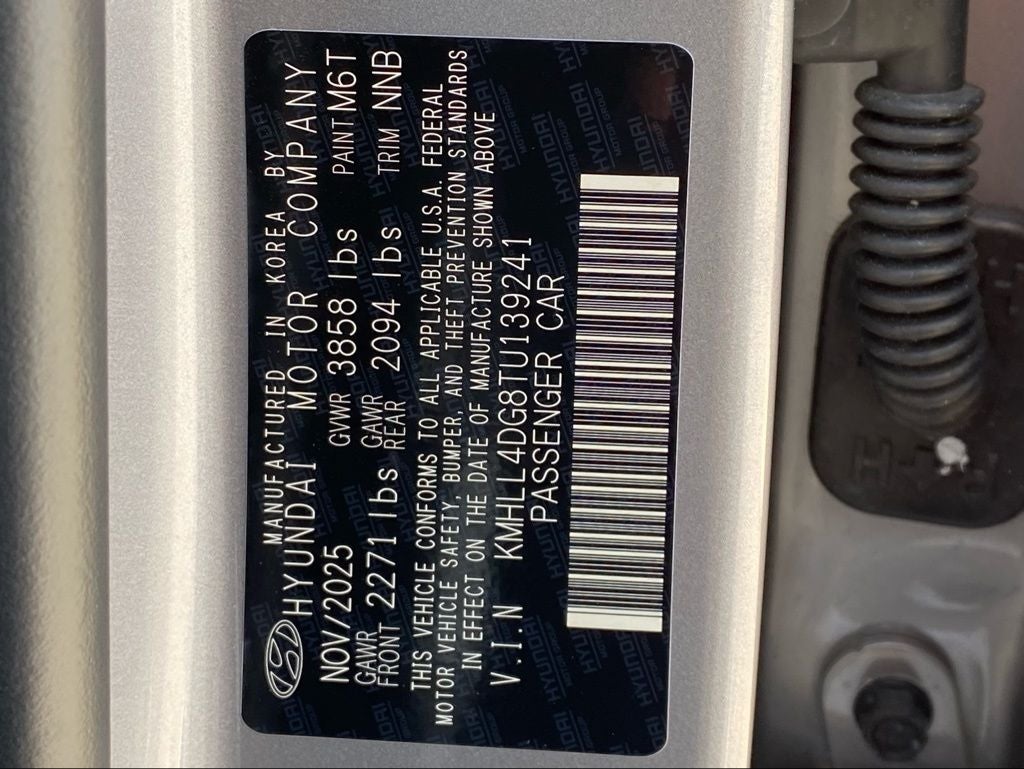 MANUFACTURED IN KOREA BY
HYUNDAI MOTOR COMPANY
NOV/2025 GVWR 3858 lbs PAINT M6T
GAWR FRONT 2271 lbs GAWR REAR 2094 lbs TRIM NNB
THIS VEHICLE CONFORMS TO ALL APPLICABLE U.S.A. FEDERAL
MOTOR VEHICLE SAFETY, BUMPER, AND THEFT PREVENTION STANDARDS
IN EFFECT ON THE DATE OF MANUFACTURE SHOWN ABOVE
V.I.N KMHLL4DG8TU139241
PASSENGER CAR